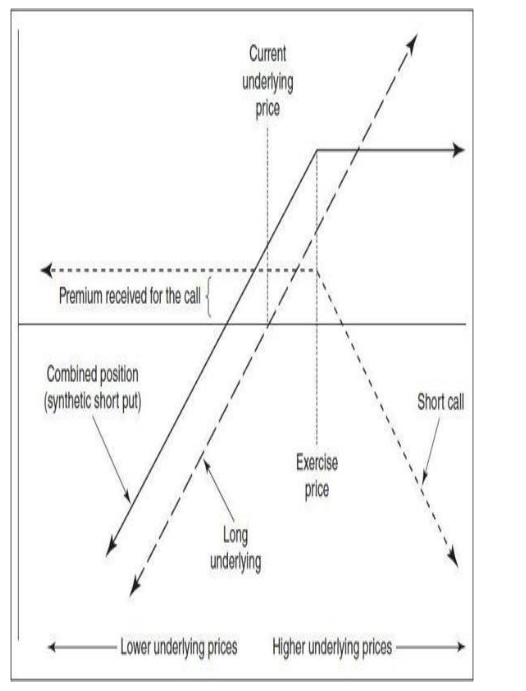 Current
underlying
price
Premium received for the call
Combined position
(synthetic short put)
Short call
Exercise
price
Long
underlying
Lower underlying prices
Higher underlying prices